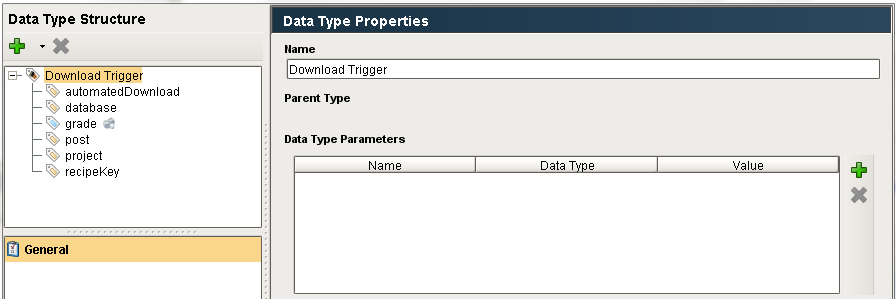 Data Type Structure
Download Trigger
automatedDownload
database
grade
post
project
recipeKey
General
Data Type Properties
Name
Download Trigger
Parent Type
Data Type Parameters
Name Data Type Value